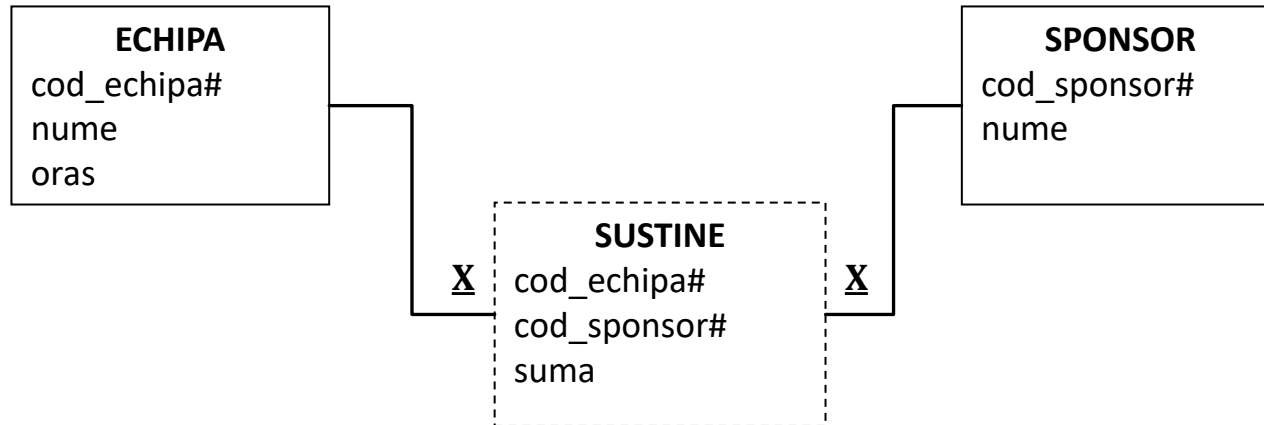 ECHIPA
cod_echipa#
nume
oras
SPONSOR
cod_sponsor#
nume
X
SUSTINE
cod_echipa#
cod_sponsor#
suma
X